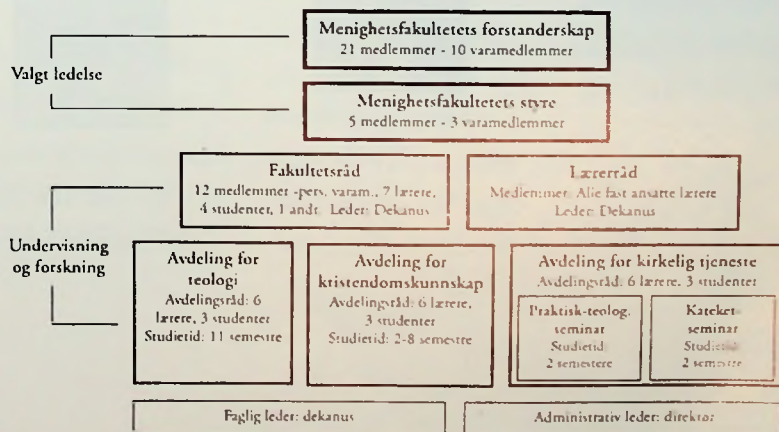 Menighetsfakultetets forstanderskap
21 medlemmer - 10 varamedlemmer
Valgt ledelse
Menighetsfakultetets styre
5 medlemmer - 3 varamedlemmer
Fakultetsråd
12 medlemmer -pers. varam., 7 lærere,
4 studenter, 1 andt. Leder: Dekanus
Lærerråd
Medlemmer: Alle fast ansatte lærere
Leder: Dekanus
Undervisning
og forskning
Avdeling for
teologi
Avdelingsråd: 6
lærere, 3 studenter
Studietid: 11 semestre
Avdeling for
kristendomskunnskap
Avdelingsråd: 6 lærere,
3 studenter
Studietid: 2-8 semestre
Avdeling for kirkelig tjeneste
Avdelingsråd: 6 lærere, 3 studenter
Praktisk-teolog.
seminar
Studietid
2 semestere
Kateket-
seminar
Studietid
2 semestre
Faglig leder: dekanus
Administrativ leder: direktør